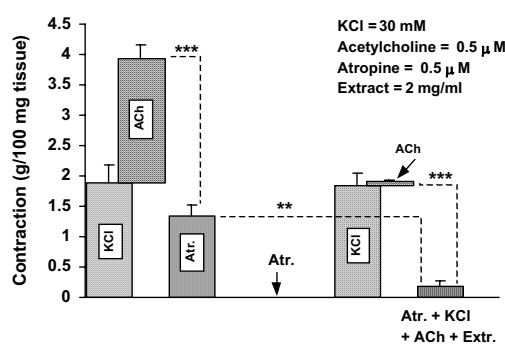 4.5
4
3.5
3
2.5
2
1.5
1
0.5
0
Contraction (g/100 mg tissue)
KCl = 30 mM
Acetylcholine = 0.5 μ M
Atropine = 0.5 μ M
Extract = 2 mg/ml
***
ACh
KCl
Atr.
**
Atr.
ACh
***
KCl
Atr. + KCl
+ ACh + Extr.